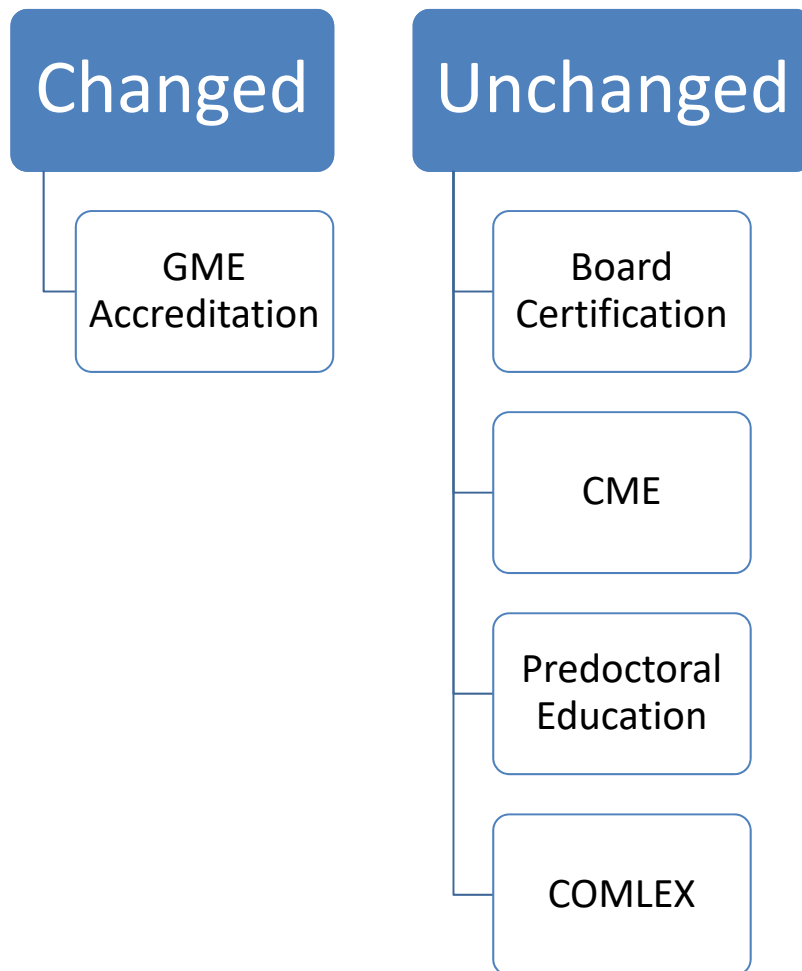 Changed
GME
Accreditation
Unchanged
Board
Certification
CME
Predoctoral
Education
COMLEX